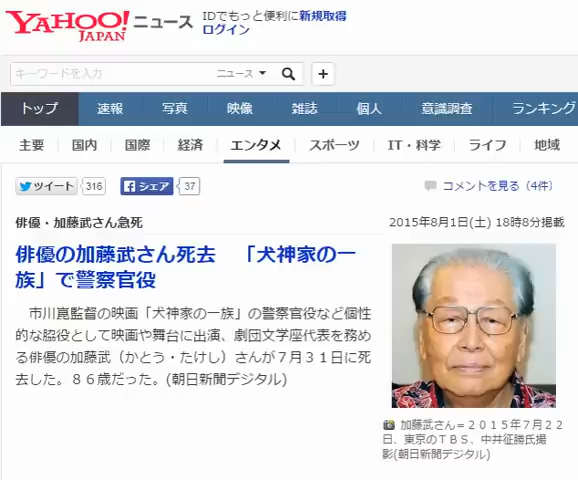 YAHOO! JAPAN ニュース
IDでもっと便利に新規取得
ログイン
キーワードを入力 ニュース
トップ 速報 写真 映像 雑誌 個人 意識調査 ランキング
主要 国内 国際 経済 エンタメ スポーツ IT・科学 ライフ 地域
ツイート 316 シェア 37 コメントを見る（4件）
俳優・加藤武さん急死 2015年8月1日(土) 18時8分掲載
俳優の加藤武さん死去　「犬神家の一
族」で警察官役
市川崑監督の映画「犬神家の一族」の警察官役など個性
的な脇役として映画や舞台に出演、劇団文学座代表を務め
る俳優の加藤武（かとう・たけし）さんが７月３１日に死
去した。８６歳だった。(朝日新聞デジタル)
加藤武さん＝２０１５年７月２２
日、東京のＴＢＳ、中井征勝氏撮
影(朝日新聞デジタル)